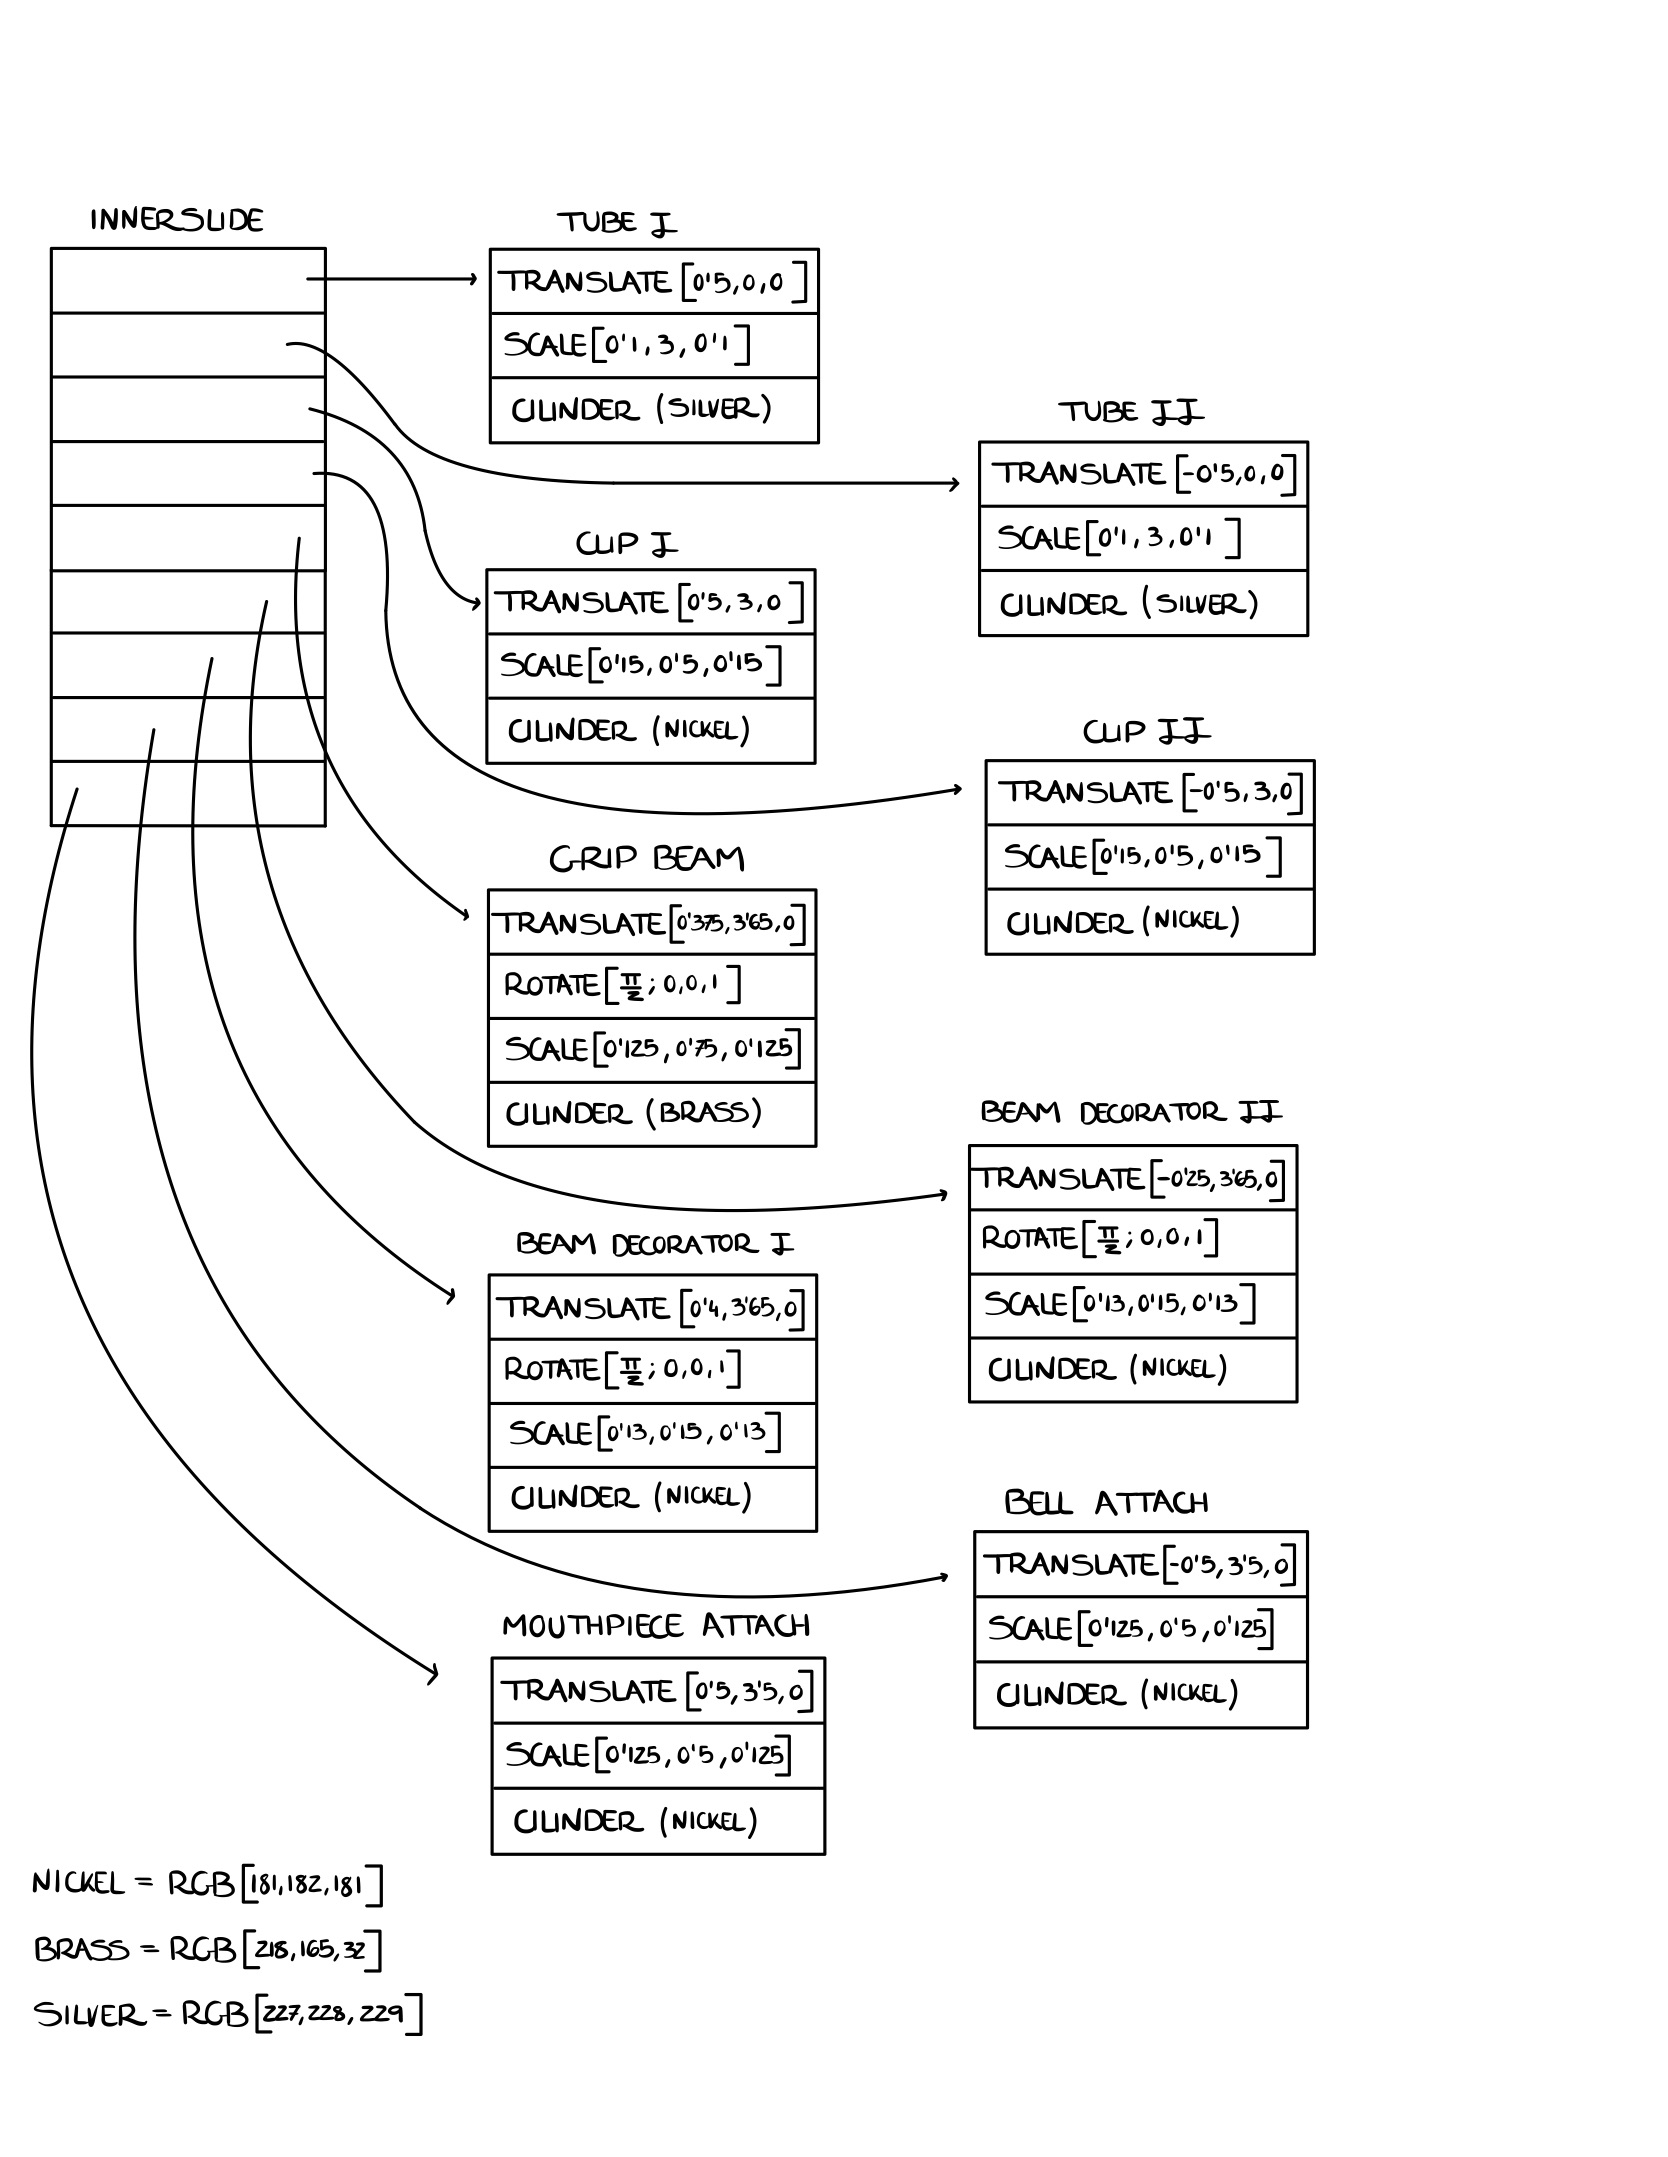 INNERSLIDE
TUBE I
TRANSLATE [0'5,0,0]
SCALE [0'1, 3, 0'1]
CILINDER (SILVER)
TUBE II
TRANSLATE [-0'5,0,0]
SCALE [0'1, 3, 0'1]
CILINDER (SILVER)
CLIP I
TRANSLATE [0'5, 3, 0]
SCALE [0'15, 0'5, 0'15]
CILINDER (NICKEL)
CLIP II
TRANSLATE [-0'5, 3, 0]
SCALE [0'15, 0'5, 0'15]
CILINDER (NICKEL)
GRIP BEAM
TRANSLATE [0'375, 3'65, 0]
ROTATE [π/2; 0,0,1]
SCALE [0'125, 0'75, 0'125]
CILINDER (BRASS)
BEAM DECORATOR II
TRANSLATE [-0'25, 3'65, 0]
ROTATE [π/2; 0,0,1]
SCALE [0'13, 0'15, 0'13]
CILINDER (NICKEL)
BEAM DECORATOR I
TRANSLATE [0'4, 3'65, 0]
ROTATE [π/2; 0,0,1]
SCALE [0'13, 0'15, 0'13]
CILINDER (NICKEL)
BELL ATTACH
TRANSLATE [-0'5, 3'5, 0]
SCALE [0'125, 0'5, 0'125]
CILINDER (NICKEL)
MOUTHPIECE ATTACH
TRANSLATE [0'5, 3'5, 0]
SCALE [0'125, 0'5, 0'125]
CILINDER (NICKEL)
NICKEL = RGB [181, 182, 181]
BRASS = RGB [218, 165, 32]
SILVER = RGB [227, 228, 229]